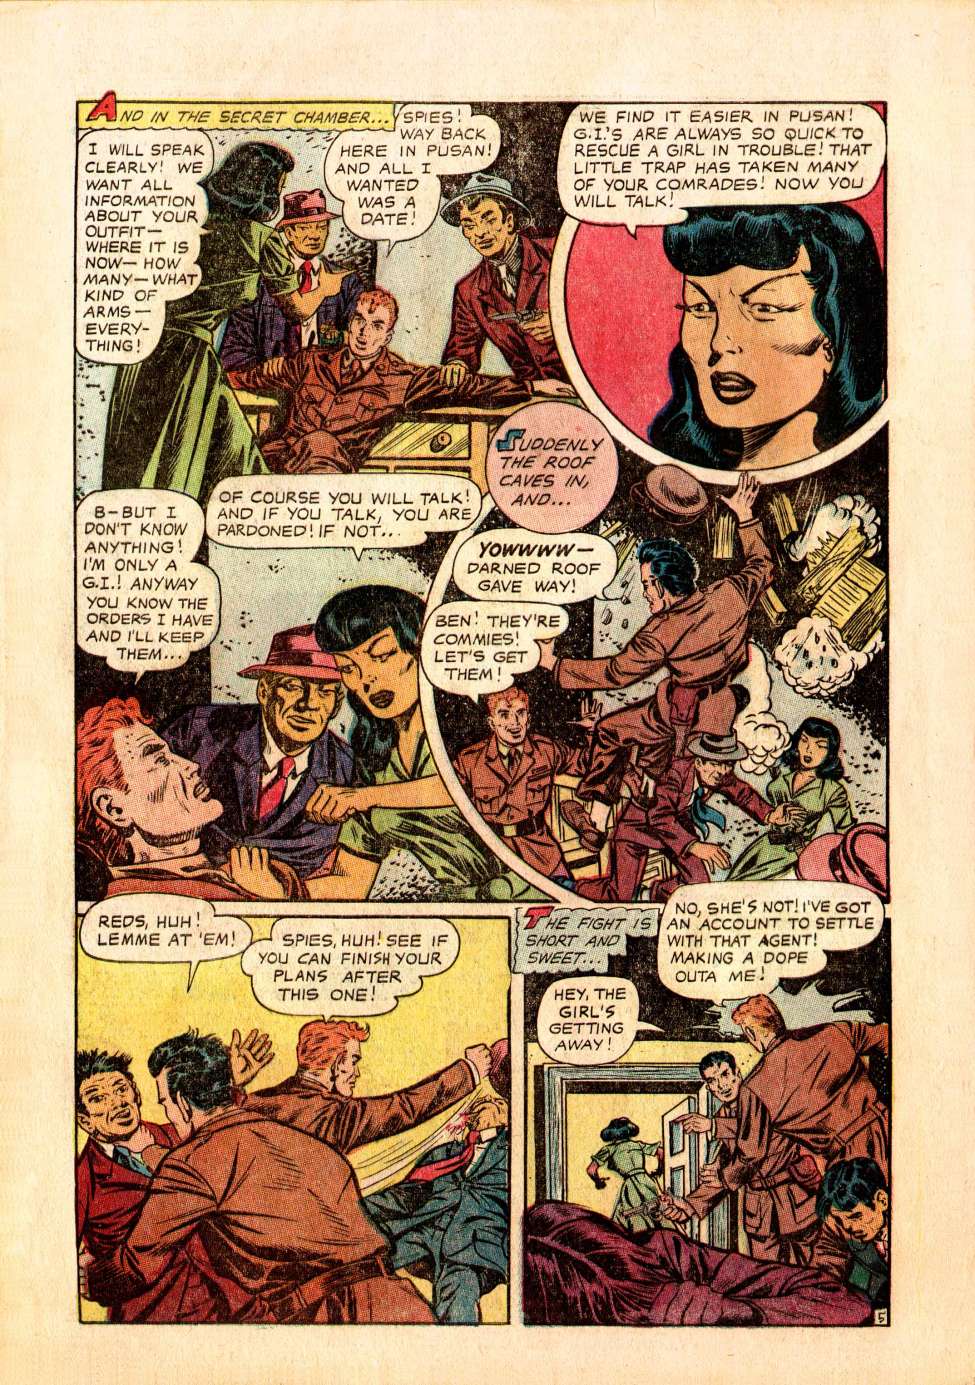 AND IN THE SECRET CHAMBER...
I WILL SPEAK
CLEARLY! WE
WANT ALL
INFORMATION
ABOUT YOUR
OUTFIT—
WHERE IT IS
NOW—HOW
MANY—WHAT
KIND OF
ARMS—
EVERY-
THING!
SPIES!
WAY BACK
HERE IN PUSAN!
AND ALL I
WANTED
WAS A
DATE!
WE FIND IT EASIER IN PUSAN!
G.I.'S ARE ALWAYS SO QUICK TO
RESCUE A GIRL IN TROUBLE! THAT
LITTLE TRAP HAS TAKEN MANY
OF YOUR COMRADES! NOW YOU
WILL TALK!
B-BUT I
DON'T KNOW
ANYTHING!
I'M ONLY A
G.I.! ANYWAY
YOU KNOW THE
ORDERS I HAVE
AND I'LL KEEP
THEM...
OF COURSE YOU WILL TALK!
AND IF YOU TALK, YOU ARE
PARDONED! IF NOT...
SUDDENLY
THE ROOF
CAVES IN,
AND...
YOWWWW—
DARNED ROOF
GAVE WAY!
BEN! THEY'RE
COMMIES!
LET'S GET
THEM!
REDS, HUH!
LEMME AT 'EM!
SPIES, HUH! SEE IF
YOU CAN FINISH YOUR
PLANS AFTER
THIS ONE!
THE FIGHT IS
SHORT AND
SWEET...
HEY, THE
GIRL'S
GETTING
AWAY!
NO, SHE'S NOT! I'VE GOT
AN ACCOUNT TO SETTLE
WITH THAT AGENT!
MAKING A DOPE
OUTA ME!
5